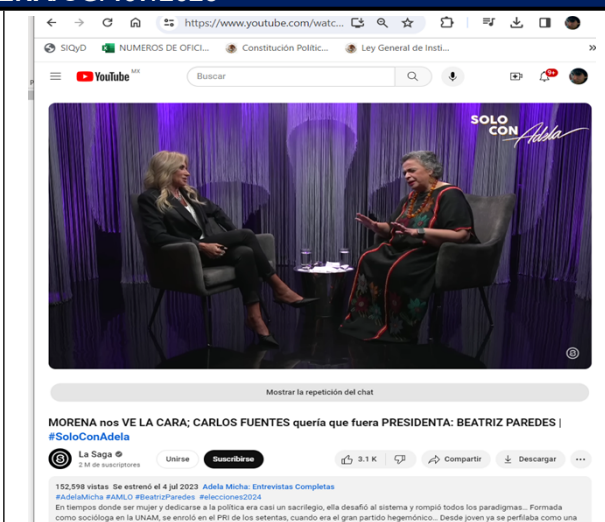 https://www.youtube.com/watc...
SIQyD NUMEROS DE OFICI... Constitución Polític... Ley General de Insti... »
YouTube MX Buscar 9+
SOLO
CON Adela
Mostrar la repetición del chat
MORENA nos VE LA CARA; CARLOS FUENTES quería que fuera PRESIDENTA: BEATRIZ PAREDES |
#SoloConAdela
La Saga Unirse Suscribirse 3.1 K Compartir Descargar ...
2 M de suscriptores
152,598 vistas Se estrenó el 4 jul 2023 Adela Micha: Entrevistas Completas
#AdelaMicha #AMLO #BeatrizParedes #elecciones2024
En tiempos donde ser mujer y dedicarse a la política era casi un sacrilegio, ella desafió al sistema y rompió todos los paradigmas... Formada
como socióloga en la UNAM, se enroló en el PRI de los setentas, cuando era el gran partido hegemónico... Desde joven ya se perfilaba como una